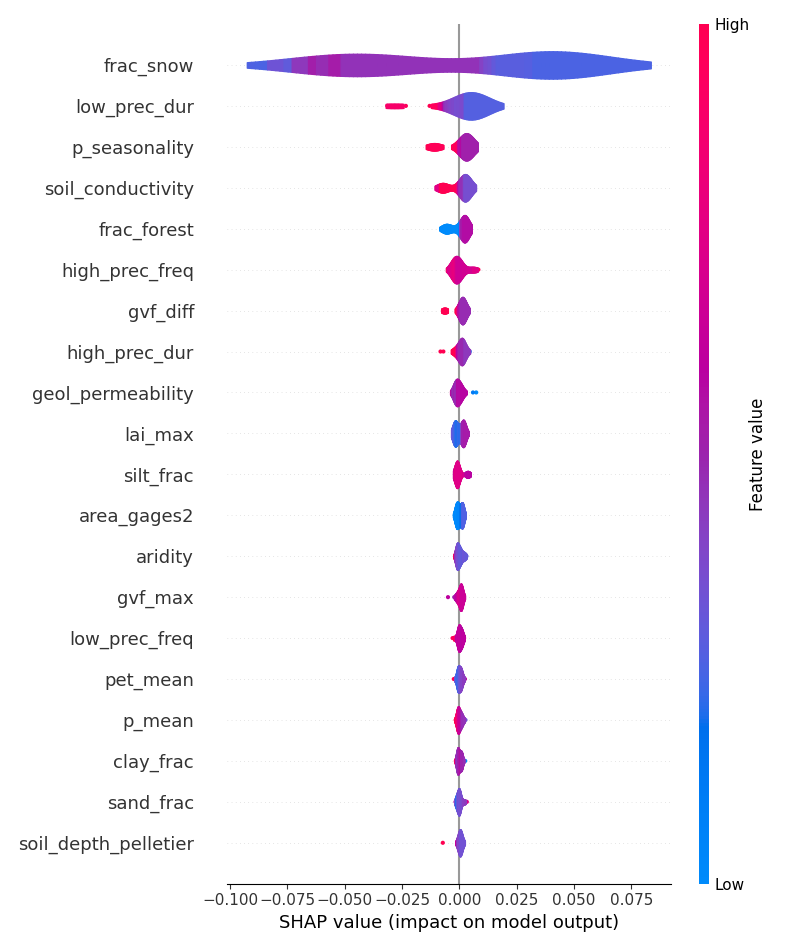 High
frac_snow
low_prec_dur
p_seasonality
soil_conductivity
frac_forest
high_prec_freq
gvf_diff
high_prec_dur
geol_permeability
lai_max
silt_frac
area_gages2
aridity
gvf_max
low_prec_freq
pet_mean
p_mean
clay_frac
sand_frac
soil_depth_pelletier
Feature value
Low
−0.100 −0.075 −0.050 −0.025 0.000 0.025 0.050 0.075
SHAP value (impact on model output)